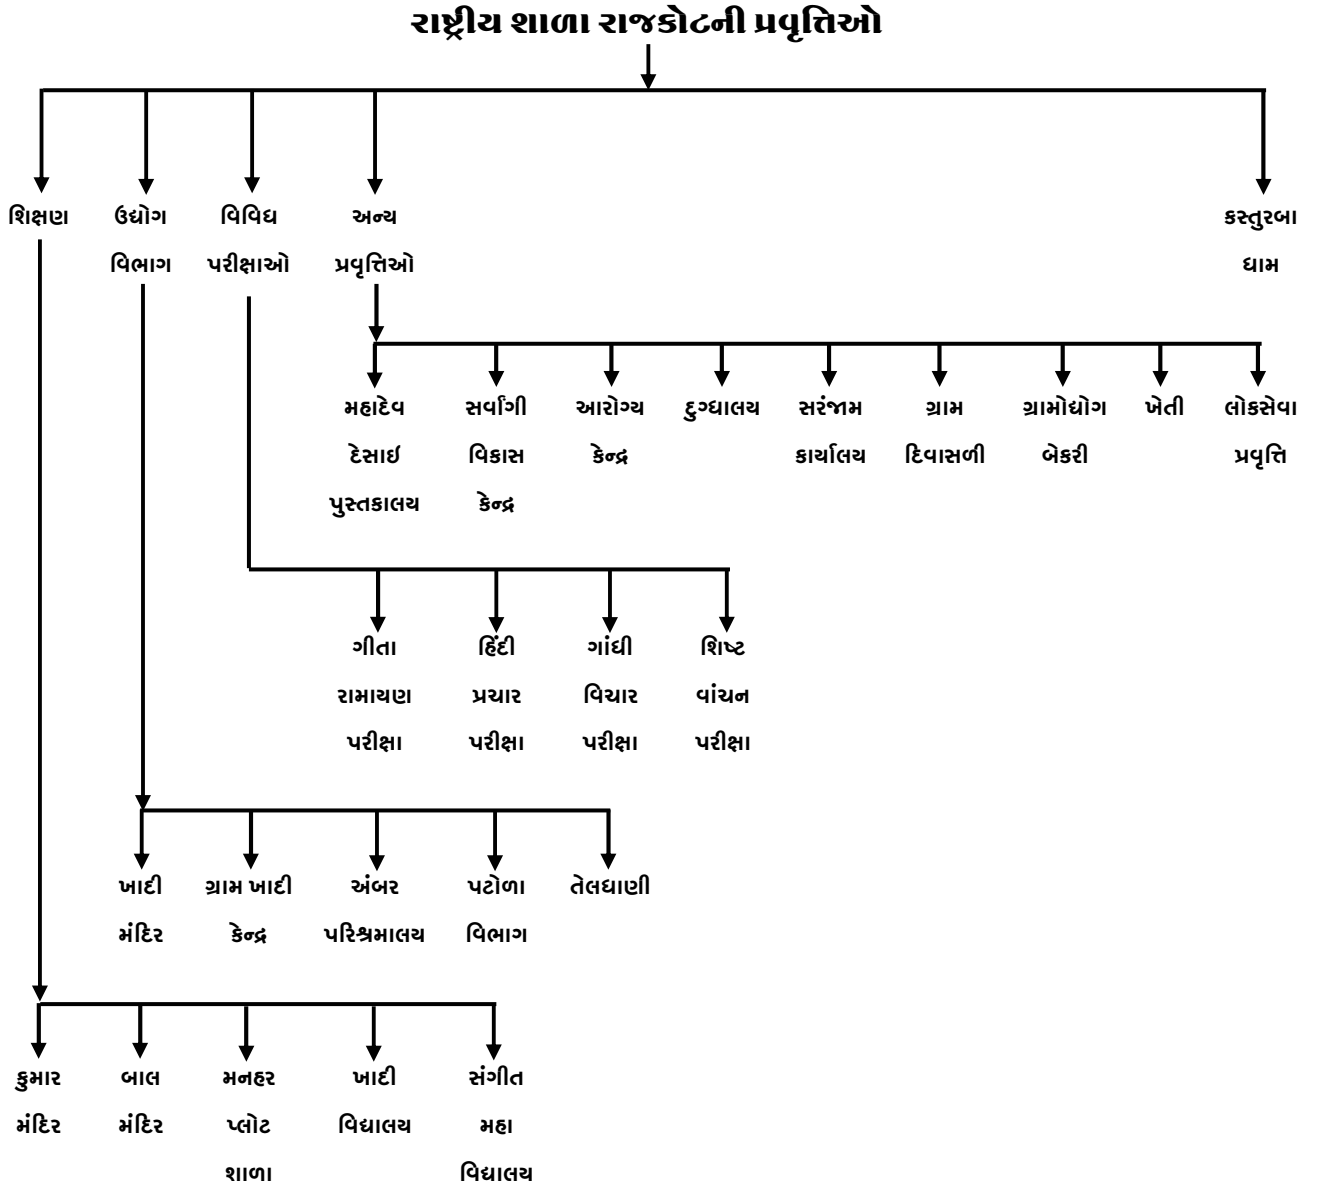 રાષ્ટ્રીય શાળા રાજકોટની પ્રવૃત્તિઓ
શિક્ષણ
ઉદ્યોગ
વિભાગ
વિવિધ
પરીક્ષાઓ
અન્ય
પ્રવૃત્તિઓ
કસ્તુરબા
ધામ
મહાદેવ
દેસાઈ
પુસ્તકાલય
સર્વાંગી
વિકાસ
કેન્દ્ર
આરોગ્ય
કેન્દ્ર
દુગ્ધાલય
સરંજામ
કાર્યાલય
ગ્રામ
દિવાસળી
ગ્રામોદ્યોગ
બેકરી
ખેતી
લોકસેવા
પ્રવૃત્તિ
ગીતા
રામાયણ
પરીક્ષા
હિંદી
પ્રચાર
પરીક્ષા
ગાંધી
વિચાર
પરીક્ષા
શિષ્ટ
વાંચન
પરીક્ષા
ખાદી
મંદિર
ગ્રામ ખાદી
કેન્દ્ર
અંબર
પરિશ્રમાલય
પટોળા
વિભાગ
તેલઘાણી
કુમાર
મંદિર
બાલ
મંદિર
મનહર
પ્લોટ
શાળા
ખાદી
વિદ્યાલય
સંગીત
મહા
વિદ્યાલય